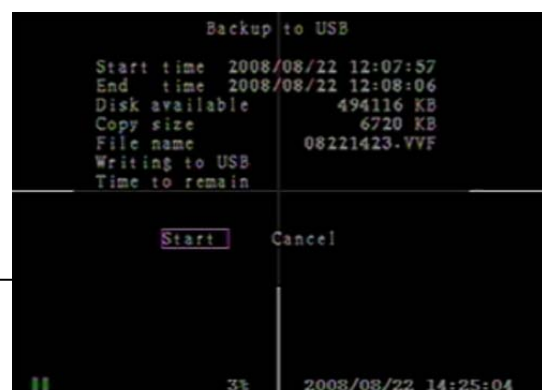 Backup to USB
Start time 2008/08/22 12:07:57
End time 2008/08/22 12:08:06
Disk available 494116 KB
Copy size 6720 KB
File name 08221423.VVF
Writing to USB
Time to remain
Start Cancel
3% 2008/08/22 14:25:04